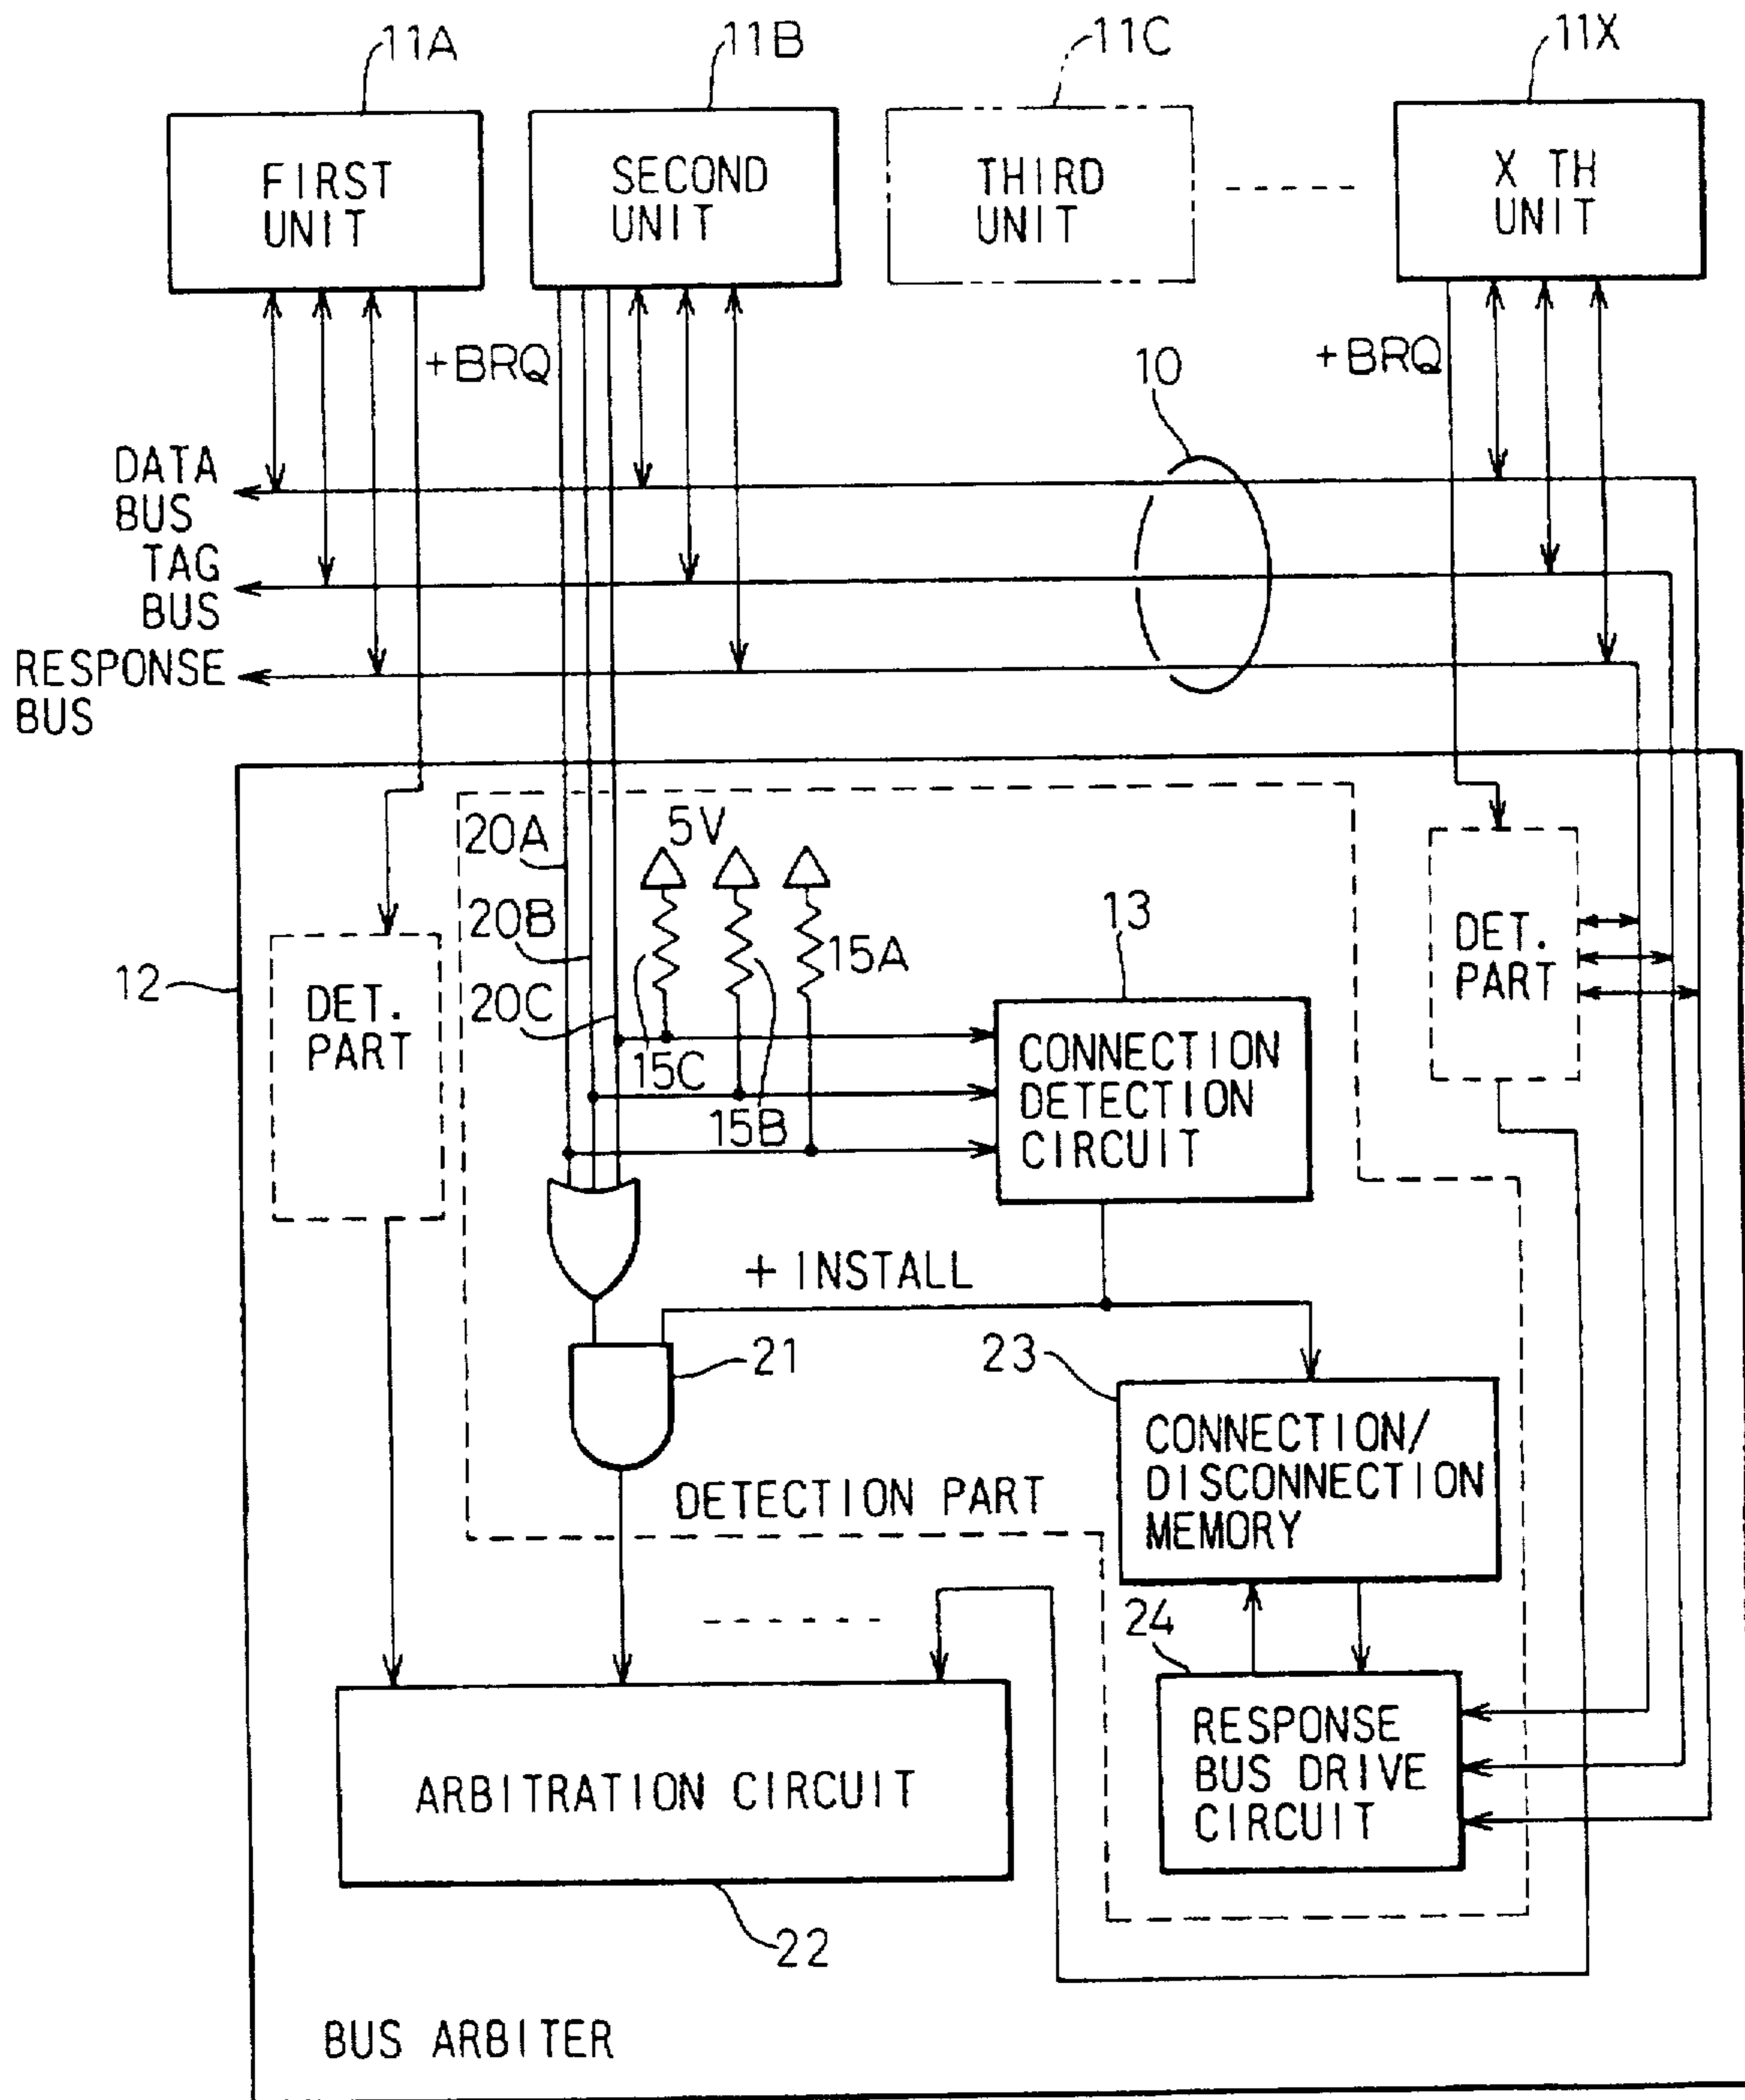 11A
11B
11C
11X
FIRST
UNIT
SECOND
UNIT
THIRD
UNIT
X TH
UNIT
+BRQ
+BRQ
10
DATA
BUS
TAG
BUS
RESPONSE
BUS
20A
5V
20B
15A
13
12
20C
DET.
PART
DET.
PART
15C
15B
CONNECTION
DETECTION
CIRCUIT
+ INSTALL
21
23
CONNECTION/
DISCONNECTION
MEMORY
DETECTION PART
24
RESPONSE
BUS DRIVE
CIRCUIT
ARBITRATION CIRCUIT
22
BUS ARBITER